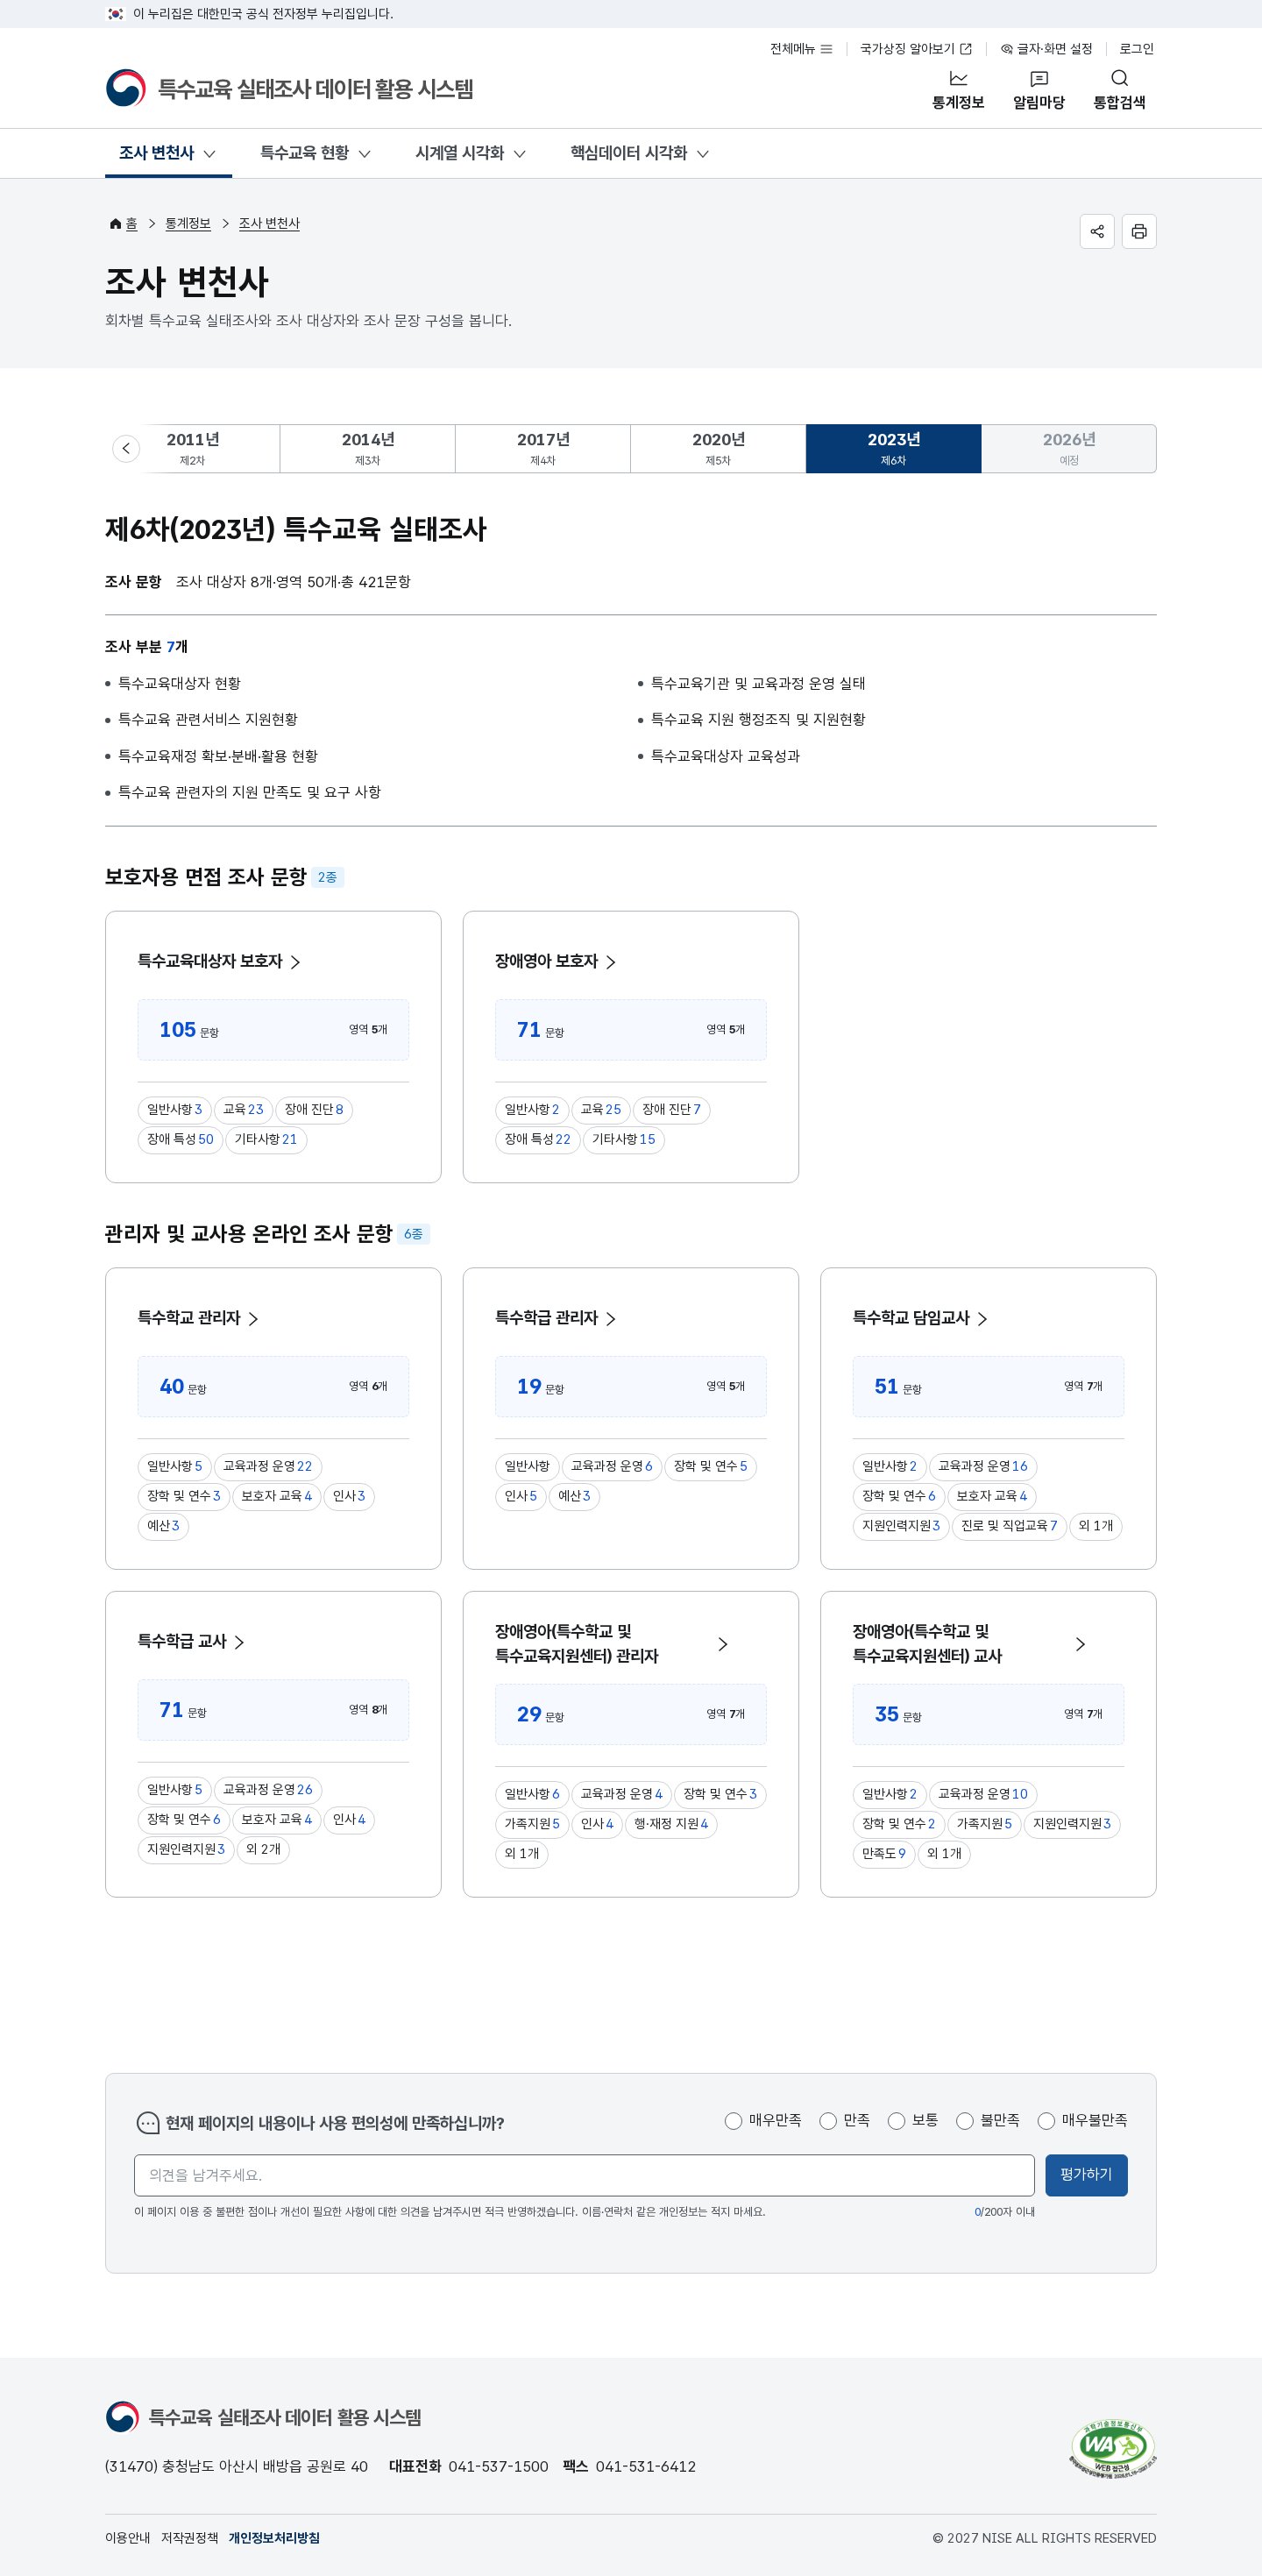 이 누리집은 대한민국 공식 전자정부 누리집입니다.
전체메뉴 국가상징 알아보기 글자·화면 설정 로그인
특수교육 실태조사 데이터 활용 시스템
통계정보 알림마당 통합검색
조사 변천사 특수교육 현황 시계열 시각화 핵심데이터 시각화
홈 통계정보 조사 변천사
조사 변천사
회차별 특수교육 실태조사와 조사 대상자와 조사 문장 구성을 봅니다.
2011년 2014년 2017년 2020년 2023년 2026년
제2차 제3차 제4차 제5차 제6차 예정
제6차(2023년) 특수교육 실태조사
조사 문항 조사 대상자 8개·영역 50개·총 421문항
조사 부분 7개
특수교육대상자 현황 특수교육기관 및 교육과정 운영 실태
특수교육 관련서비스 지원현황 특수교육 지원 행정조직 및 지원현황
특수교육재정 확보·분배·활용 현황 특수교육대상자 교육성과
특수교육 관련자의 지원 만족도 및 요구 사항
보호자용 면접 조사 문항 2종
특수교육대상자 보호자
105 문항 영역 5개
일반사항 3 교육 23 장애 진단 8
장애 특성 50 기타사항 21
장애영아 보호자
71 문항 영역 5개
일반사항 2 교육 25 장애 진단 7
장애 특성 22 기타사항 15
관리자 및 교사용 온라인 조사 문항 6종
특수학교 관리자
40 문항 영역 6개
일반사항 5 교육과정 운영 22
장학 및 연수 3 보호자 교육 4 인사 3
예산 3
특수학급 관리자
19 문항 영역 5개
일반사항 교육과정 운영 6 장학 및 연수 5
인사 5 예산 3
특수학교 담임교사
51 문항 영역 7개
일반사항 2 교육과정 운영 16
장학 및 연수 6 보호자 교육 4
지원인력지원 3 진로 및 직업교육 7 외 1개
특수학급 교사
71 문항 영역 8개
일반사항 5 교육과정 운영 26
장학 및 연수 6 보호자 교육 4 인사 4
지원인력지원 3 외 2개
장애영아(특수학교 및
특수교육지원센터) 관리자
29 문항 영역 7개
일반사항 6 교육과정 운영 4 장학 및 연수 3
가족지원 5 인사 4 행·재정 지원 4
외 1개
장애영아(특수학교 및
특수교육지원센터) 교사
35 문항 영역 7개
일반사항 2 교육과정 운영 10
장학 및 연수 2 가족지원 5 지원인력지원 3
만족도 9 외 1개
현재 페이지의 내용이나 사용 편의성에 만족하십니까? 매우만족 만족 보통 불만족 매우불만족
의견을 남겨주세요. 평가하기
이 페이지 이용 중 불편한 점이나 개선이 필요한 사항에 대한 의견을 남겨주시면 적극 반영하겠습니다. 이름·연락처 같은 개인정보는 적지 마세요. 0/200자 이내
특수교육 실태조사 데이터 활용 시스템
(31470) 충청남도 아산시 배방읍 공원로 40 대표전화 041-537-1500 팩스 041-531-6412
과학기술정보통신부
WA
WEB 접근성
이용안내 저작권정책 개인정보처리방침 © 2027 NISE ALL RIGHTS RESERVED